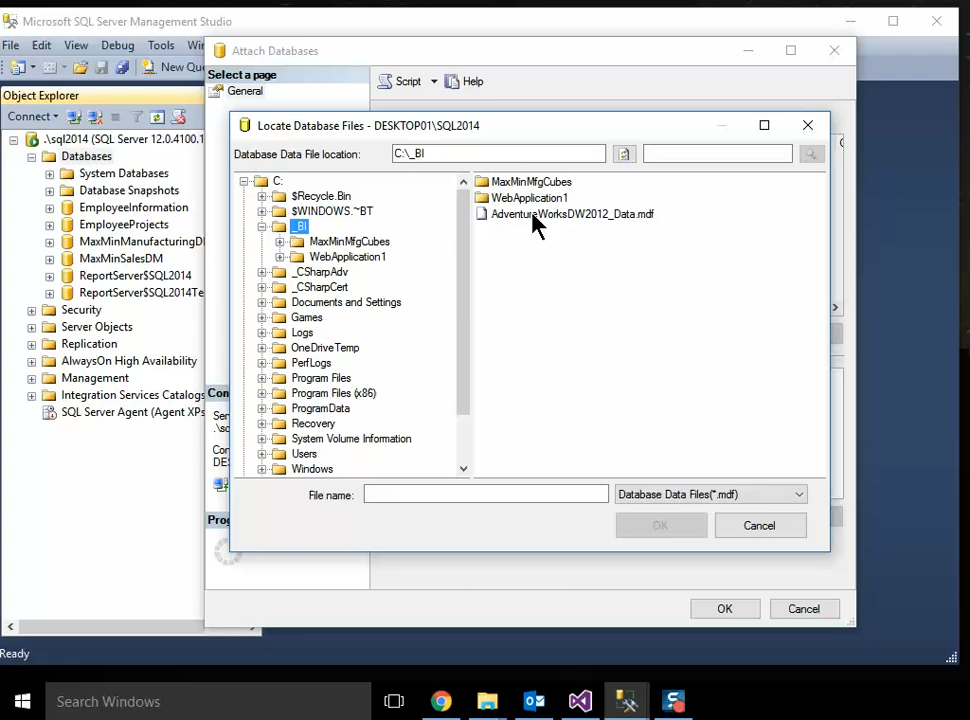 Microsoft SQL Server Management Studio
File Edit View Debug Tools
Attach Databases
New Qu
Select a page
General
Script Help
Object Explorer
Connect
.\sql2014 (SQL Server 12.0.4100.1
Databases
System Databases
Database Snapshots
EmployeeInformation
EmployeeProjects
MaxMinManufacturingD
MaxMinSalesDM
ReportServer$SQL2014
ReportServer$SQL2014Te
Security
Server Objects
Replication
AlwaysOn High Availability
Management
Integration Services Catalogs
SQL Server Agent (Agent XPs
Locate Database Files - DESKTOP01\SQL2014
Database Data File location: C:\_BI
C:
$Recycle.Bin
$WINDOWS.~BT
_BI
MaxMinMfgCubes
WebApplication1
_CSharpAdv
_CSharpCert
Documents and Settings
Games
Logs
OneDriveTemp
PerfLogs
Program Files
Program Files (x86)
ProgramData
Recovery
System Volume Information
Users
Windows
MaxMinMfgCubes
WebApplication1
AdventureWorksDW2012_Data.mdf
File name: Database Data Files(*.mdf)
OK Cancel
OK Cancel
Ready
Search Windows